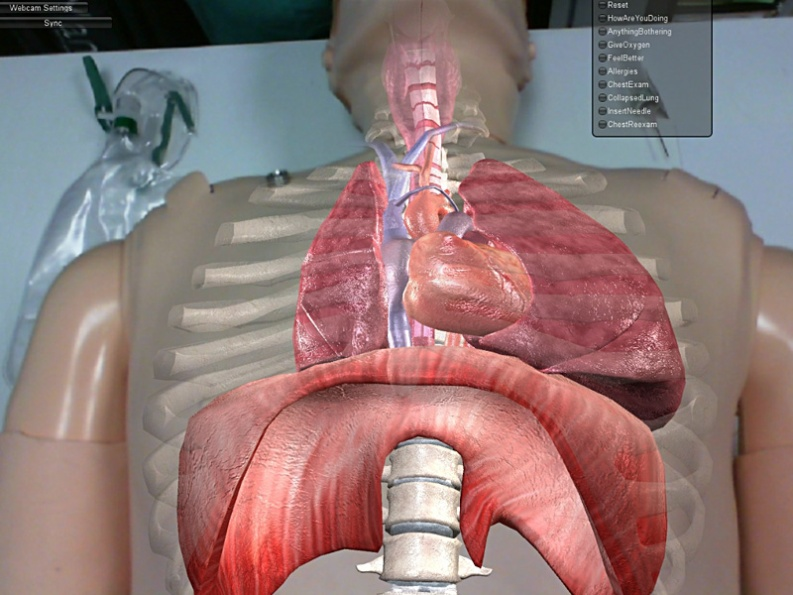 Webcam Settings
Sync
Reset
HowAreYouDoing
AnythingBothering
GiveOxygen
FeelBetter
Allergies
ChestExam
CollapsedLung
InsertNeedle
ChestReexam